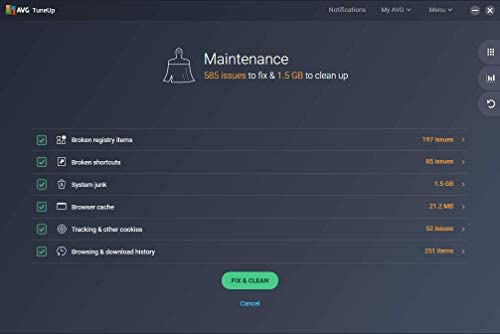 AVG TuneUp Notifications My AVG Menu
Maintenance
585 issues to fix & 1.5 GB to clean up
Broken registry items 197 issues
Broken shortcuts 85 issues
System junk 1.5 GB
Browser cache 21.2 MB
Tracking & other cookies 52 issues
Browsing & download history 251 items
FIX & CLEAN
Cancel